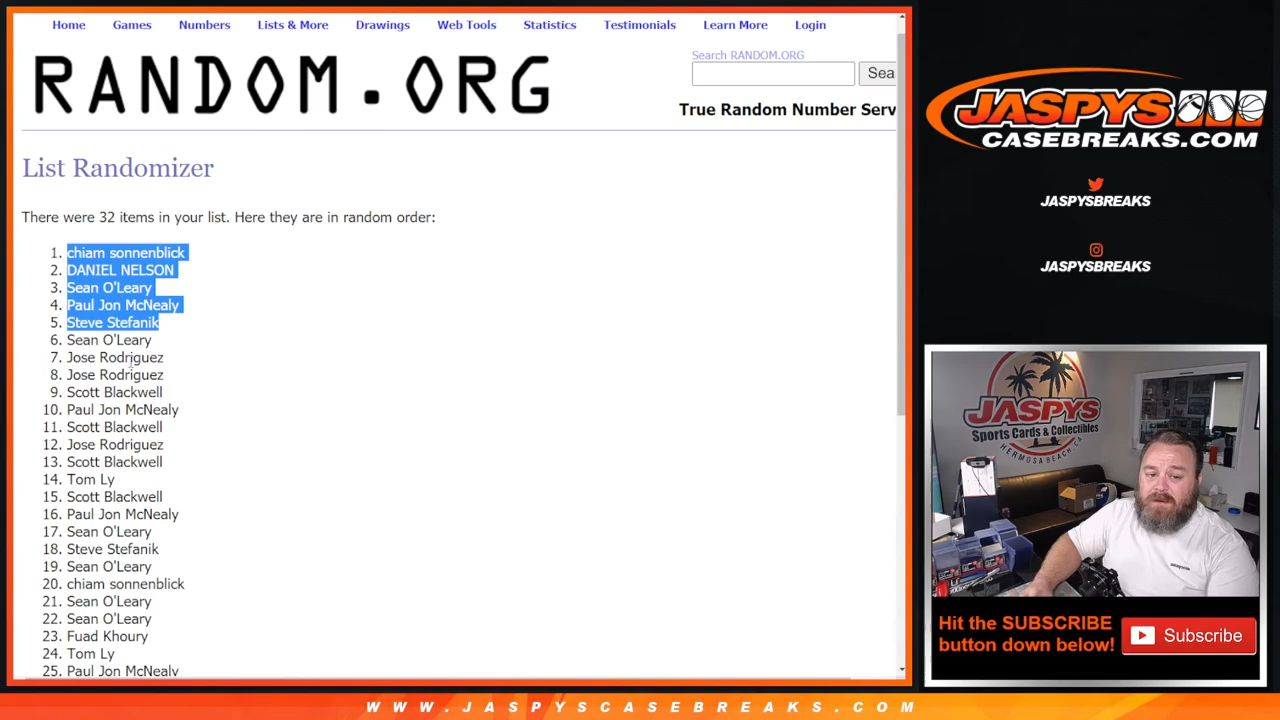 Home Games Numbers Lists & More Drawings Web Tools Statistics Testimonials Learn More Login
RANDOM.ORG
Search RANDOM.ORG
Sea
True Random Number Serv
List Randomizer
There were 32 items in your list. Here they are in random order:
1. chiam sonnenblick
2. DANIEL NELSON
3. Sean O'Leary
4. Paul Jon McNealy
5. Steve Stefanik
6. Sean O'Leary
7. Jose Rodriguez
8. Jose Rodriguez
9. Scott Blackwell
10. Paul Jon McNealy
11. Scott Blackwell
12. Jose Rodriguez
13. Scott Blackwell
14. Tom Ly
15. Scott Blackwell
16. Paul Jon McNealy
17. Sean O'Leary
18. Steve Stefanik
19. Sean O'Leary
20. chiam sonnenblick
21. Sean O'Leary
22. Sean O'Leary
23. Fuad Khoury
24. Tom Ly
25. Paul Jon McNealy
JASPYS
CASEBREAKS.COM
JASPYSBREAKS
JASPYSBREAKS
JASPYS
Sports Cards & Collectibles
HERMOSA BEACH, CA
patagonia
Hit the SUBSCRIBE
button down below!
Subscribe
WWW.JASPYSCASEBREAKS.COM